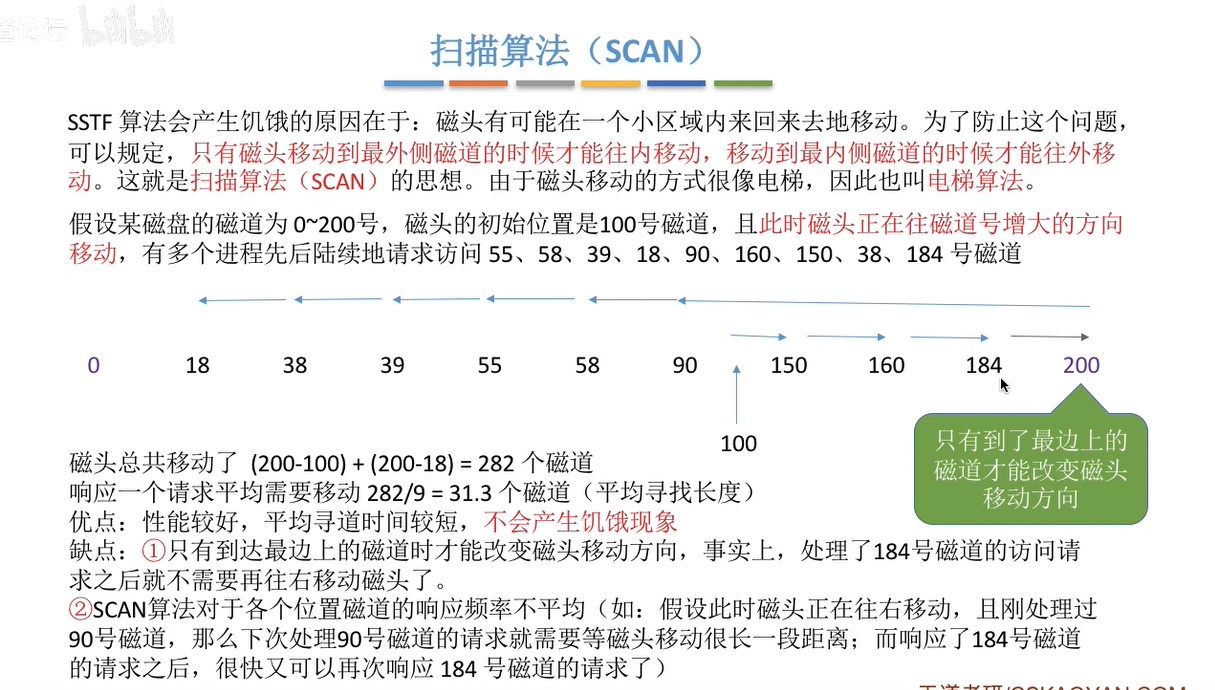 bilibili
扫描算法（SCAN）
SSTF 算法会产生饥饿的原因在于：磁头有可能在一个小区域内来回来去地移动。为了防止这个问题，
可以规定，只有磁头移动到最外侧磁道的时候才能往内移动，移动到最内侧磁道的时候才能往外移
动。这就是扫描算法（SCAN）的思想。由于磁头移动的方式很像电梯，因此也叫电梯算法。
假设某磁盘的磁道为 0~200号，磁头的初始位置是100号磁道，且此时磁头正在往磁道号增大的方向
移动，有多个进程先后陆续地请求访问 55、58、39、18、90、160、150、38、184 号磁道
0 18 38 39 55 58 90 150 160 184 200
100
只有到了最边上的
磁道才能改变磁头
移动方向
磁头总共移动了 (200-100) + (200-18) = 282 个磁道
响应一个请求平均需要移动 282/9 = 31.3 个磁道（平均寻找长度）
优点：性能较好，平均寻道时间较短，不会产生饥饿现象
缺点：①只有到达最边上的磁道时才能改变磁头移动方向，事实上，处理了184号磁道的访问请
求之后就不需要再往右移动磁头了。
②SCAN算法对于各个位置磁道的响应频率不平均（如：假设此时磁头正在往右移动，且刚处理过
90号磁道，那么下次处理90号磁道的请求就需要等磁头移动很长一段距离；而响应了184号磁道
的请求之后，很快又可以再次响应 184 号磁道的请求了）